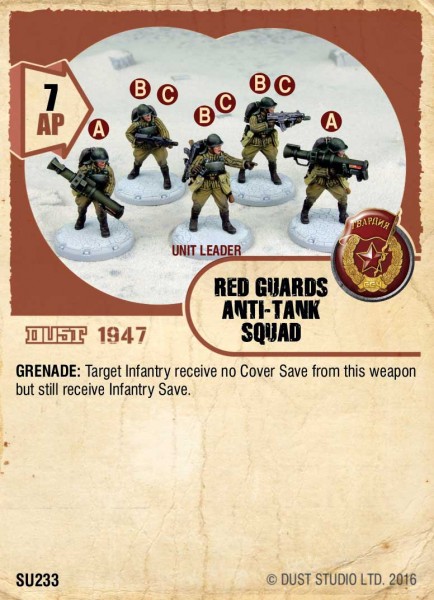 7
AP
A
B C
B C
B C
A
UNIT LEADER
ГВАРДИЯ
RED GUARDS
ANTI-TANK
SQUAD
DUST 1947
GRENADE: Target Infantry receive no Cover Save from this weapon
but still receive Infantry Save.
SU233
© DUST STUDIO LTD. 2016